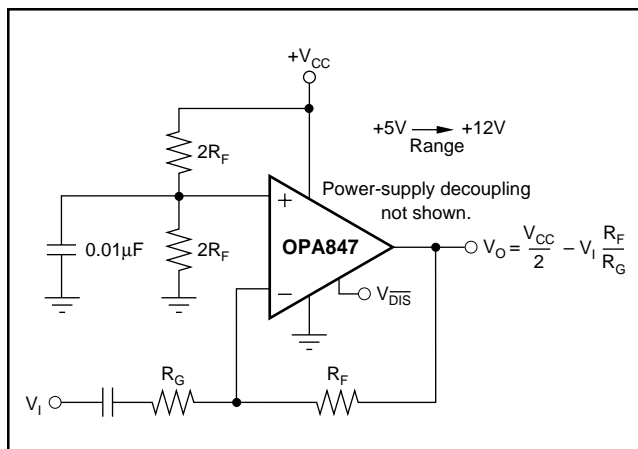 +V_CC
+5V → +12V
Range
2R_F
Power-supply decoupling
not shown.
+
OPA847
0.01µF
2R_F
V_O = V_CC/2 – V_I R_F/R_G
−
V_D̅I̅S̅
R_G
R_F
V_I